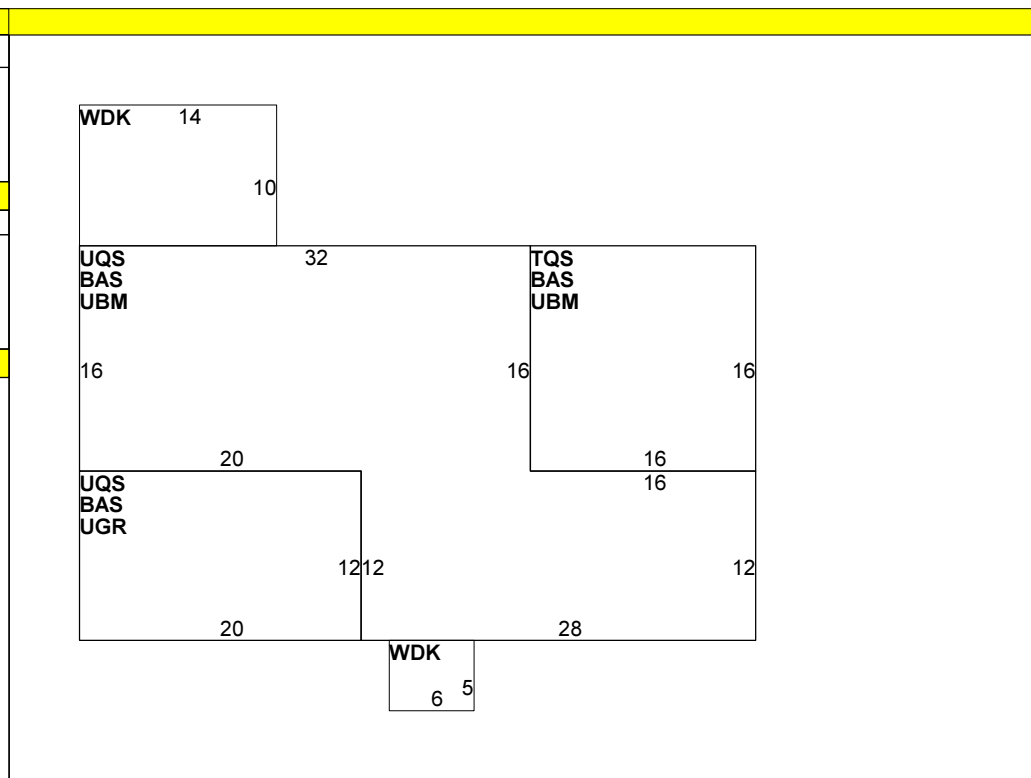 WDK 14
10
UQS 32 TQS
BAS BAS
UBM UBM
16 16 16
20 16
UQS 16
BAS
UGR
12 12 12
20 28
WDK
5
6